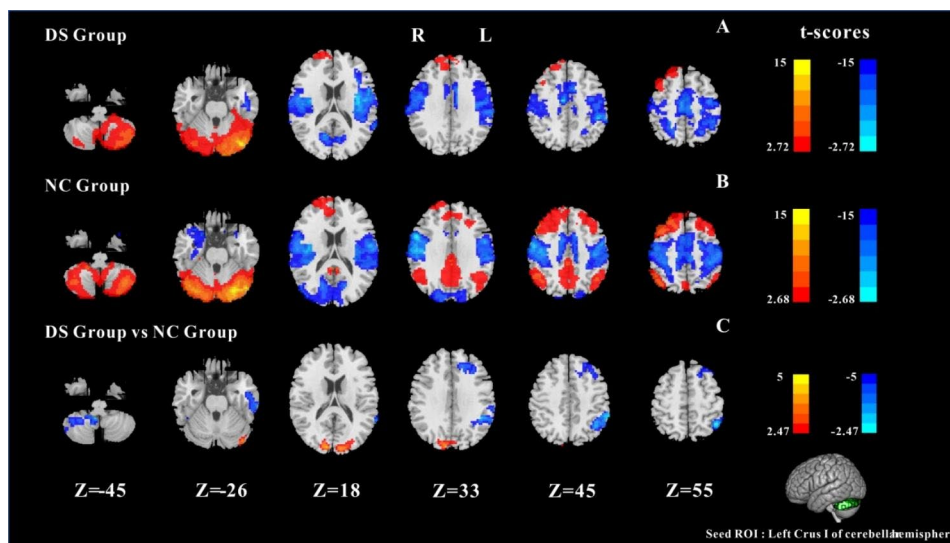 DS Group
R L
A
t-scores
15
-15
2.72
-2.72
NC Group
B
15
-15
2.68
-2.68
DS Group vs NC Group
C
5
-5
2.47
-2.47
Z=-45 Z=-26 Z=18 Z=33 Z=45 Z=55
Seed ROI : Left Crus I of cerebellar hemisphere